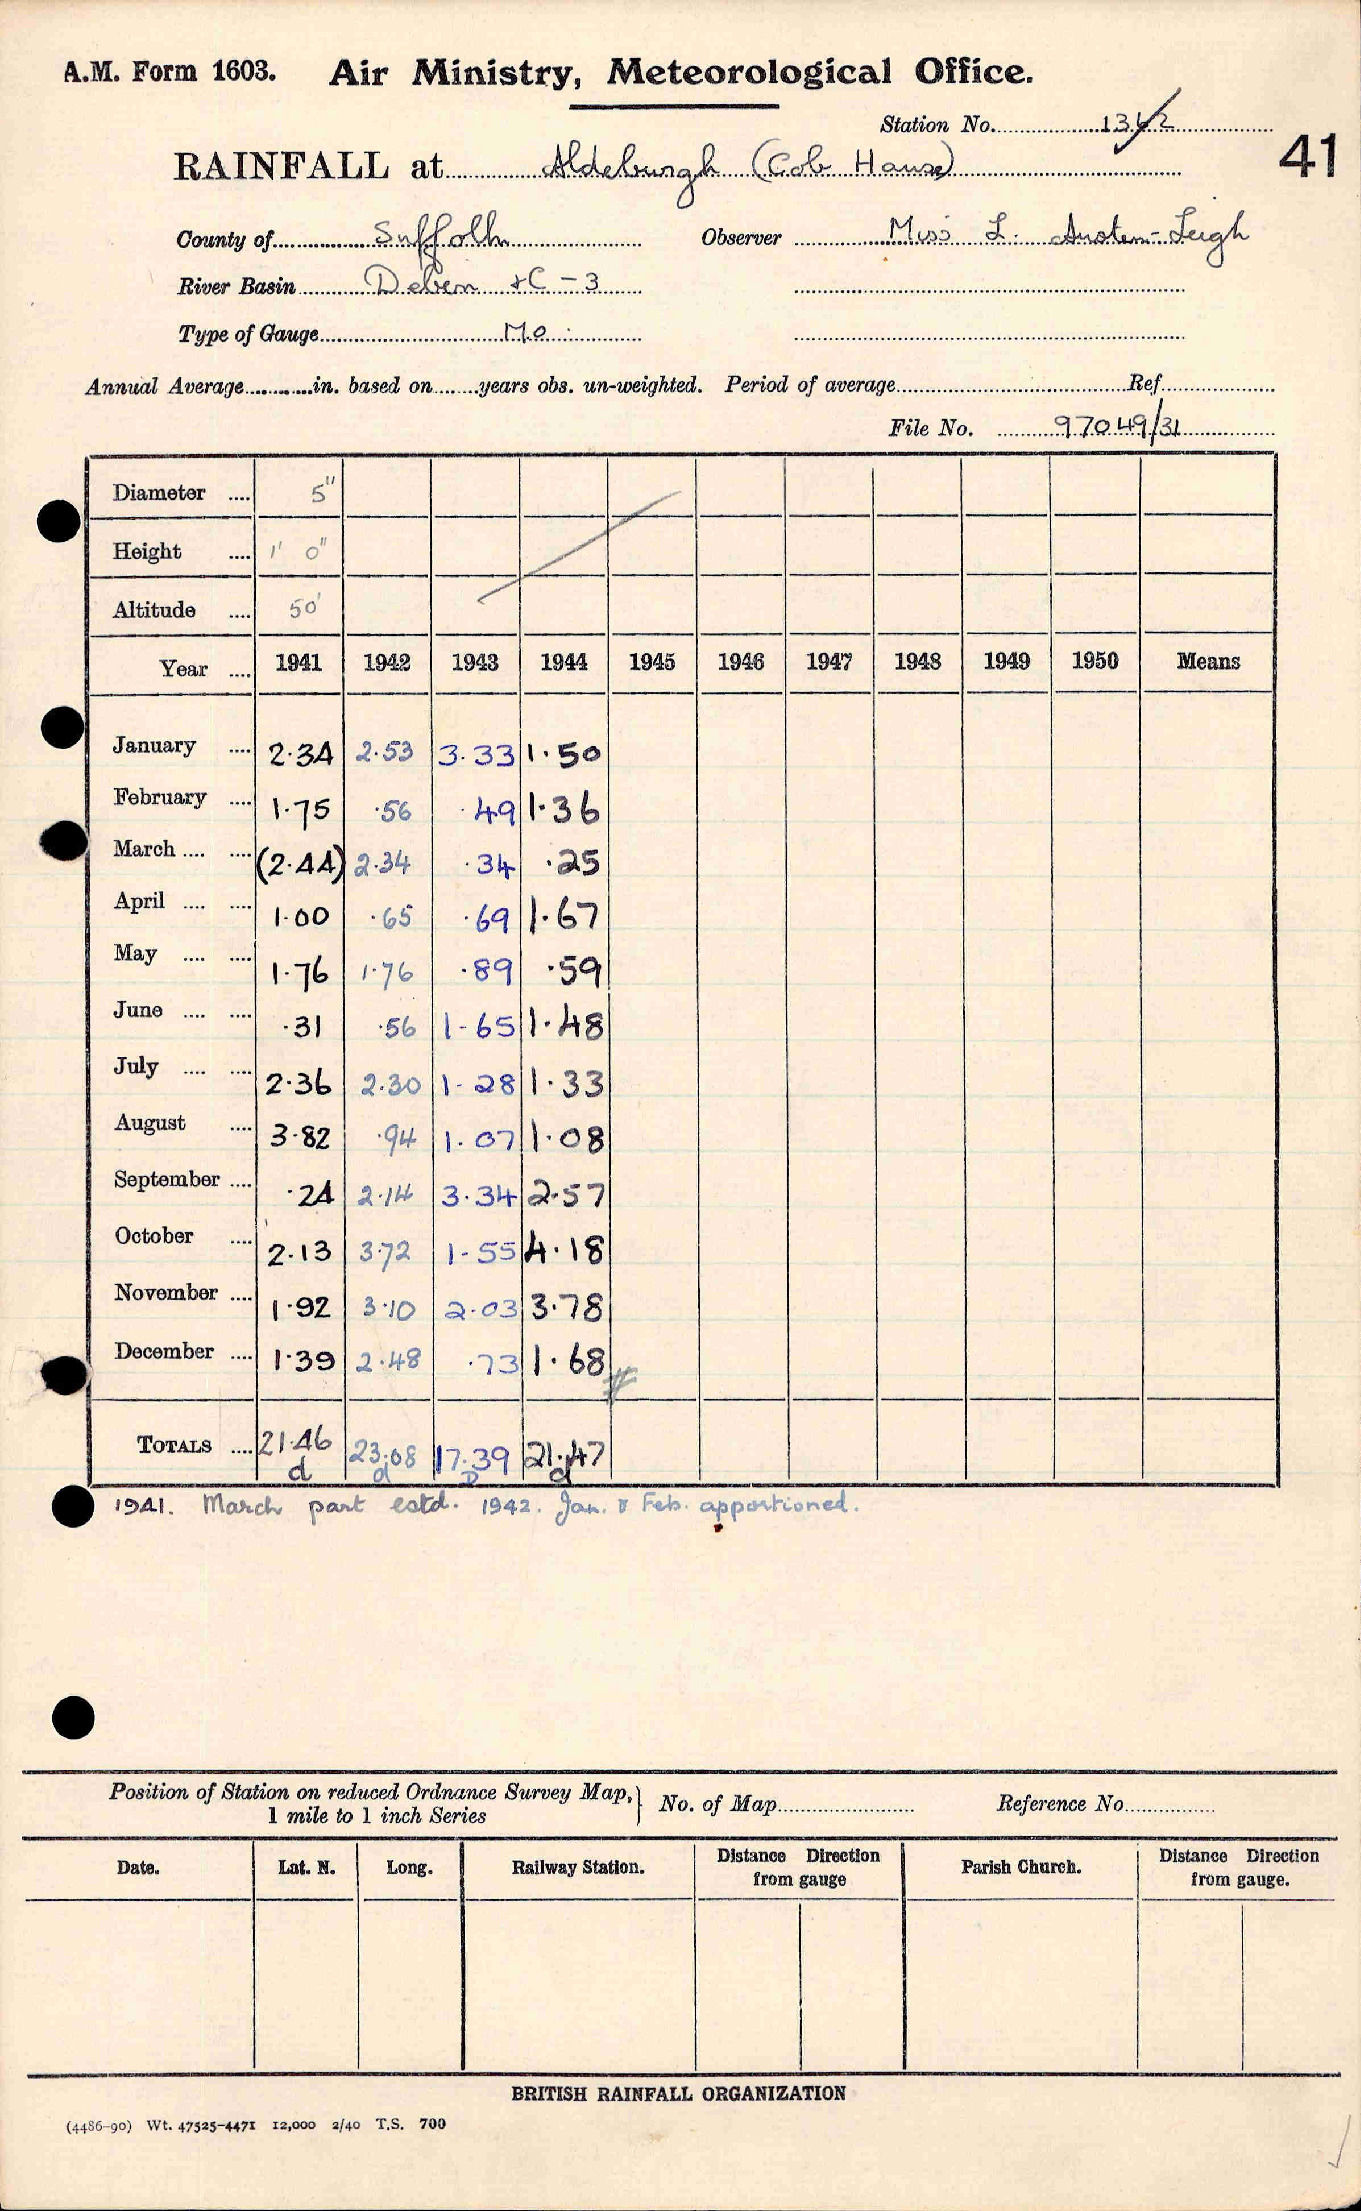 A.M. Form 1603. Air Ministry, Meteorological Office.
Station No. 1362
41
RAINFALL at Aldeburgh (Cob House)
County of Suffolk Observer Miss L. Austen-Leigh
River Basin Deben &C - 3
Type of Gauge M.O.
Annual Average in. based on years obs. un-weighted. Period of average Ref
File No. 97049/31
Diameter 5"
Height 1' 0"
Altitude 50'
Year 1941 1942 1943 1944 1945 1946 1947 1948 1949 1950 Means
January 2.34 2.53 3.33 1.50
February 1.75 .56 .49 1.36
March (2.44) 2.34 .34 .25
April 1.00 .65 .69 1.67
May 1.76 1.76 .89 .59
June .31 .56 1.65 1.48
July 2.36 2.30 1.28 1.33
August 3.82 .94 1.07 1.08
September .24 2.14 3.34 2.57
October 2.13 3.72 1.55 4.18
November 1.92 3.10 2.03 3.78
December 1.39 2.48 .73 1.68
TOTALS 21.46 23.08 17.39 21.47
d d D d
1941. March part estd. 1942. Jan. & Feb. apportioned.
Position of Station on reduced Ordnance Survey Map, 1 mile to 1 inch Series } No. of Map Reference No.
Date. Lat. N. Long. Railway Station. Distance Direction from gauge Parish Church. Distance Direction from gauge.
BRITISH RAINFALL ORGANIZATION
(4486-90) Wt. 47525-4471 12,000 2/40 T.S. 700